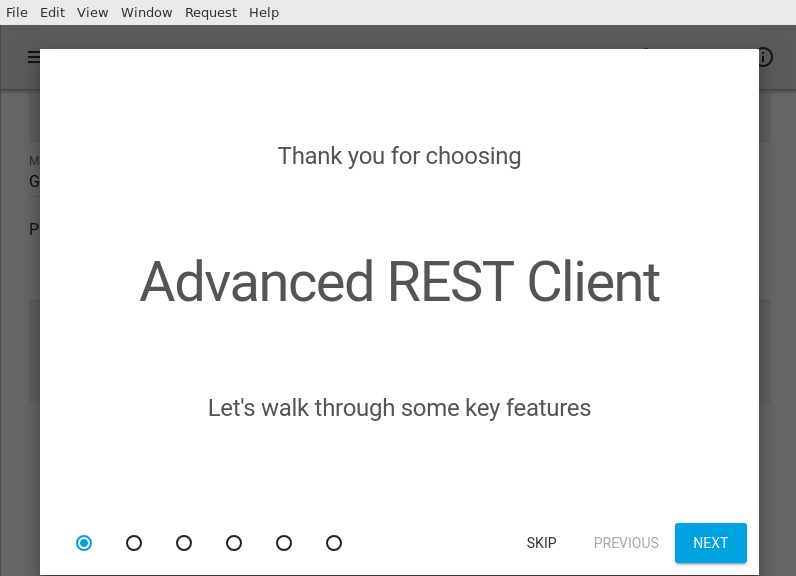 File Edit View Window Request Help
Thank you for choosing
M
G
P
Advanced REST Client
Let's walk through some key features
SKIP PREVIOUS NEXT